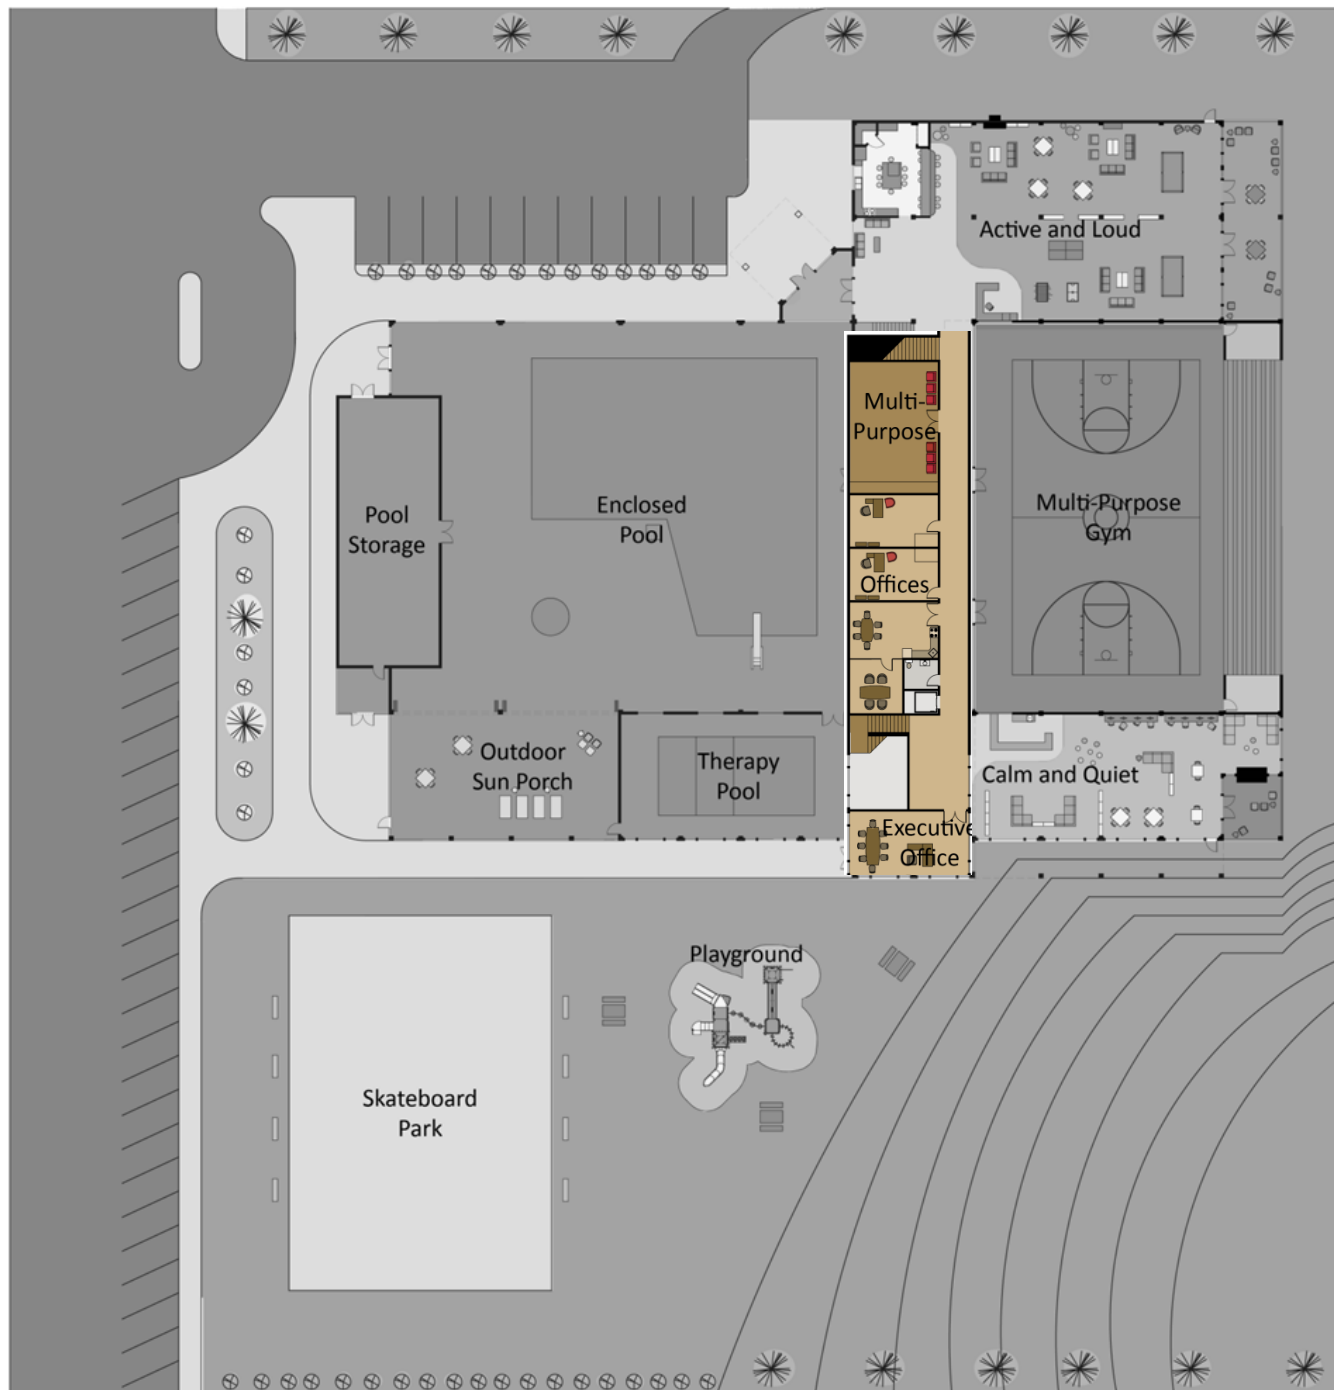 Active and Loud
Multi-
Purpose
Multi-Purpose
Gym
Enclosed
Pool
Pool
Storage
Offices
Outdoor
Sun Porch
Therapy
Pool
Calm and Quiet
Executive
Office
Playground
Skateboard
Park